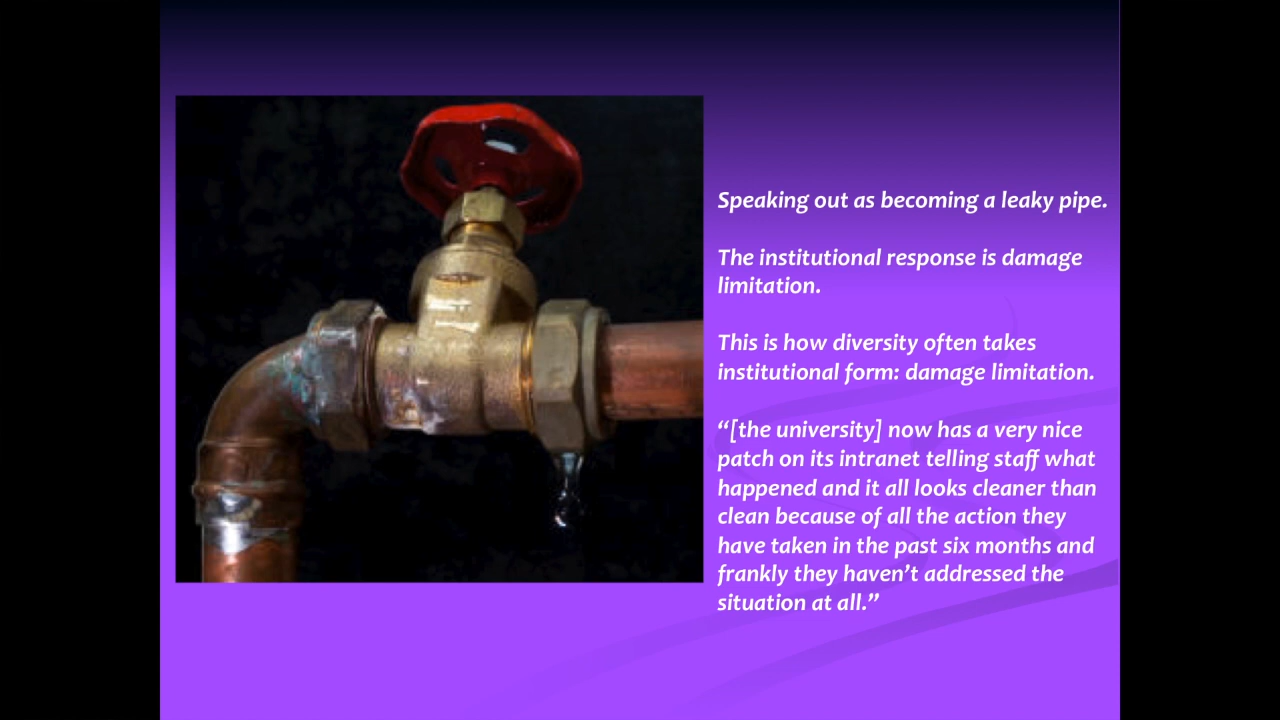 Speaking out as becoming a leaky pipe.
The institutional response is damage
limitation.
This is how diversity often takes
institutional form: damage limitation.
“[the university] now has a very nice
patch on its intranet telling staff what
happened and it all looks cleaner than
clean because of all the action they
have taken in the past six months and
frankly they haven’t addressed the
situation at all.”